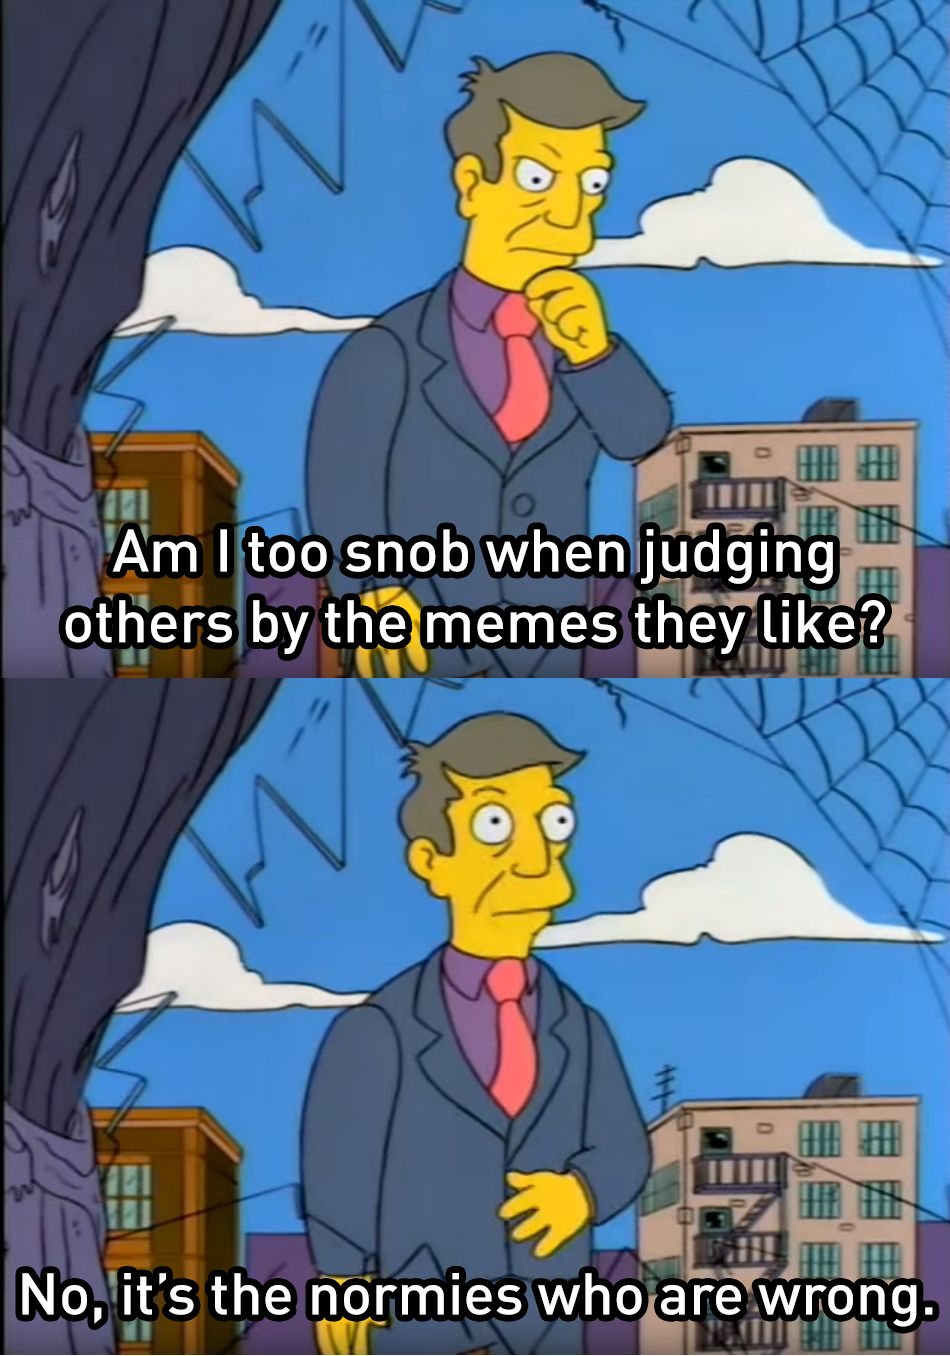 Am I too snob when judging
others by the memes they like?
No, it's the normies who are wrong.